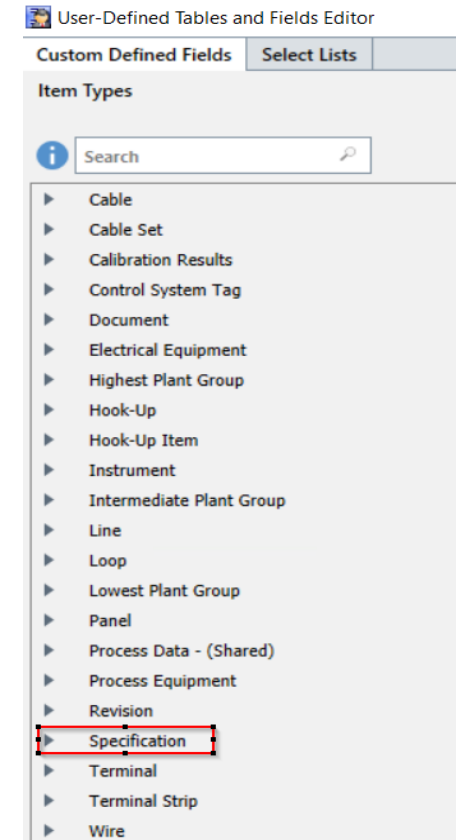 User-Defined Tables and Fields Editor
Custom Defined Fields Select Lists
Item Types
Search
Cable
Cable Set
Calibration Results
Control System Tag
Document
Electrical Equipment
Highest Plant Group
Hook-Up
Hook-Up Item
Instrument
Intermediate Plant Group
Line
Loop
Lowest Plant Group
Panel
Process Data - (Shared)
Process Equipment
Revision
Specification
Terminal
Terminal Strip
Wire